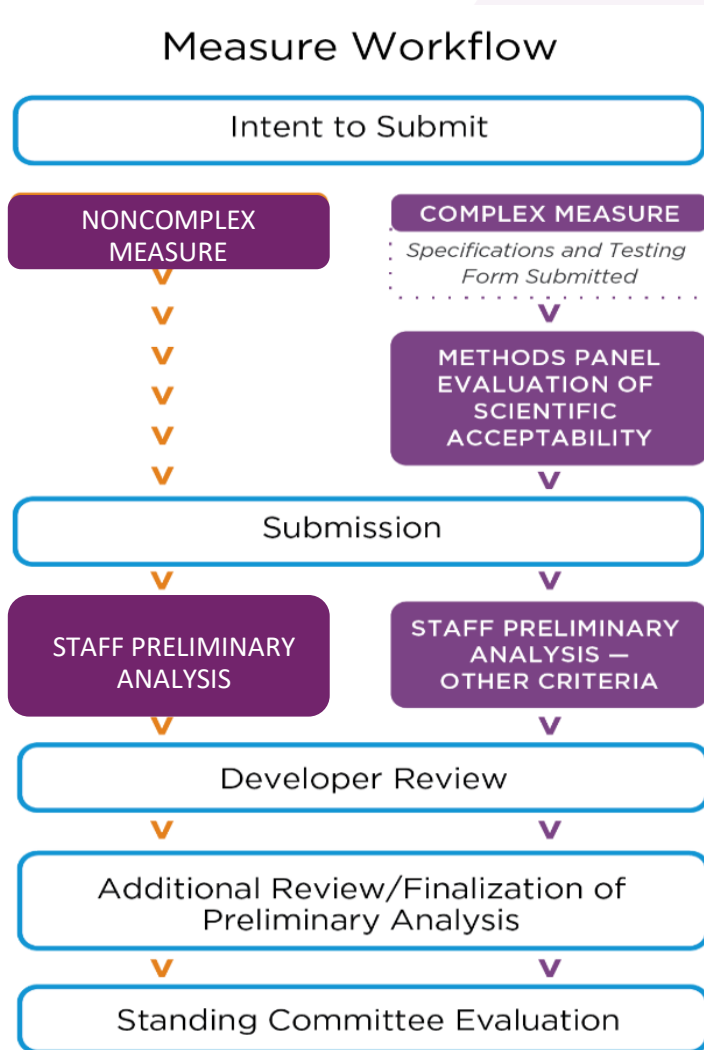 Measure Workflow
Intent to Submit
NONCOMPLEX
MEASURE
COMPLEX MEASURE
Specifications and Testing
Form Submitted
METHODS PANEL
EVALUATION OF
SCIENTIFIC
ACCEPTABILITY
Submission
STAFF PRELIMINARY
ANALYSIS
STAFF PRELIMINARY
ANALYSIS —
OTHER CRITERIA
Developer Review
Additional Review/Finalization of
Preliminary Analysis
Standing Committee Evaluation